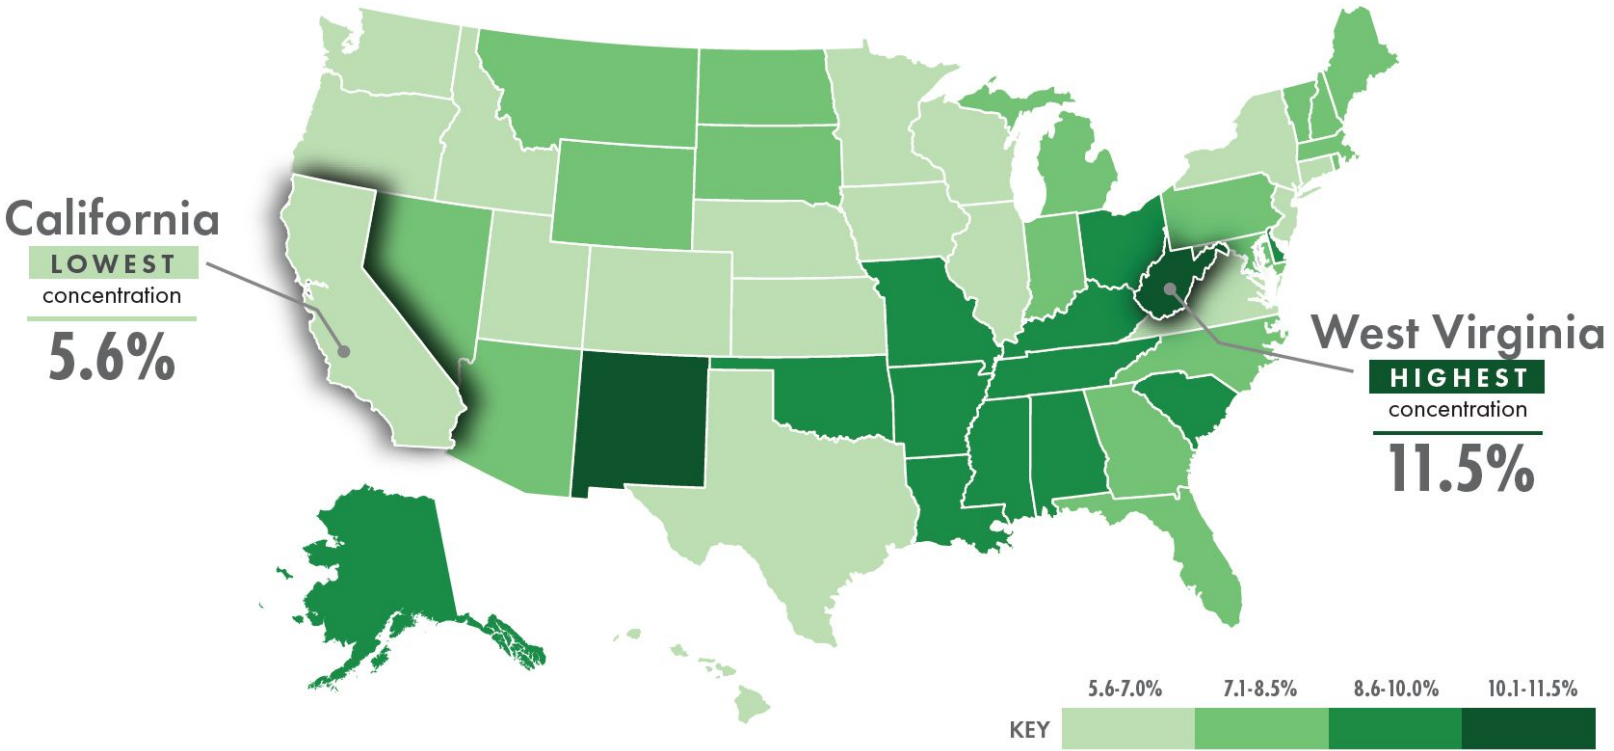 California
LOWEST
concentration
5.6%
West Virginia
HIGHEST
concentration
11.5%
5.6-7.0% 7.1-8.5% 8.6-10.0% 10.1-11.5%
KEY